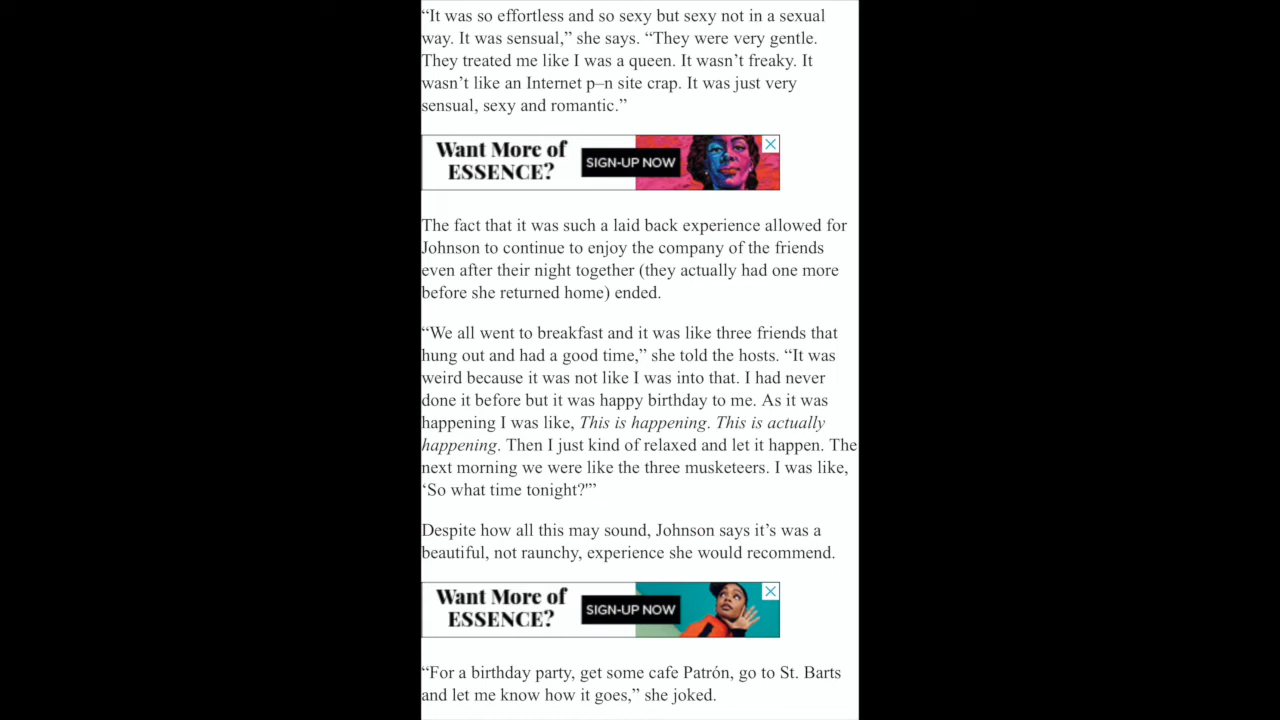 “It was so effortless and so sexy but sexy not in a sexual
way. It was sensual,” she says. “They were very gentle.
They treated me like I was a queen. It wasn’t freaky. It
wasn’t like an Internet p–n site crap. It was just very
sensual, sexy and romantic.”
Want More of
ESSENCE?
SIGN-UP NOW
The fact that it was such a laid back experience allowed for
Johnson to continue to enjoy the company of the friends
even after their night together (they actually had one more
before she returned home) ended.
“We all went to breakfast and it was like three friends that
hung out and had a good time,” she told the hosts. “It was
weird because it was not like I was into that. I had never
done it before but it was happy birthday to me. As it was
happening I was like, This is happening. This is actually
happening. Then I just kind of relaxed and let it happen. The
next morning we were like the three musketeers. I was like,
‘So what time tonight?'”
Despite how all this may sound, Johnson says it’s was a
beautiful, not raunchy, experience she would recommend.
Want More of
ESSENCE?
SIGN-UP NOW
“For a birthday party, get some cafe Patrón, go to St. Barts
and let me know how it goes,” she joked.